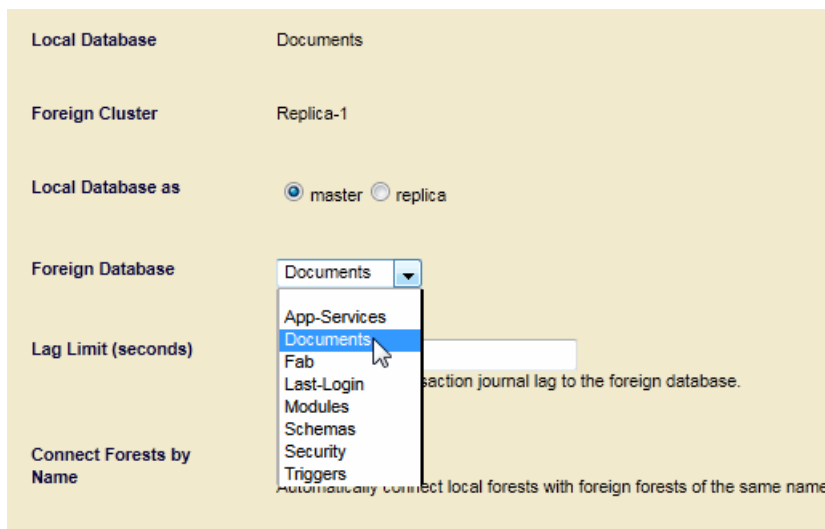 Local Database Documents
Foreign Cluster Replica-1
Local Database as master replica
Foreign Database Documents
App-Services
Documents
Lag Limit (seconds)
Fab
Last-Login
saction journal lag to the foreign database.
Modules
Schemas
Connect Forests by
Name
Security
Triggers
Automatically connect local forests with foreign forests of the same name